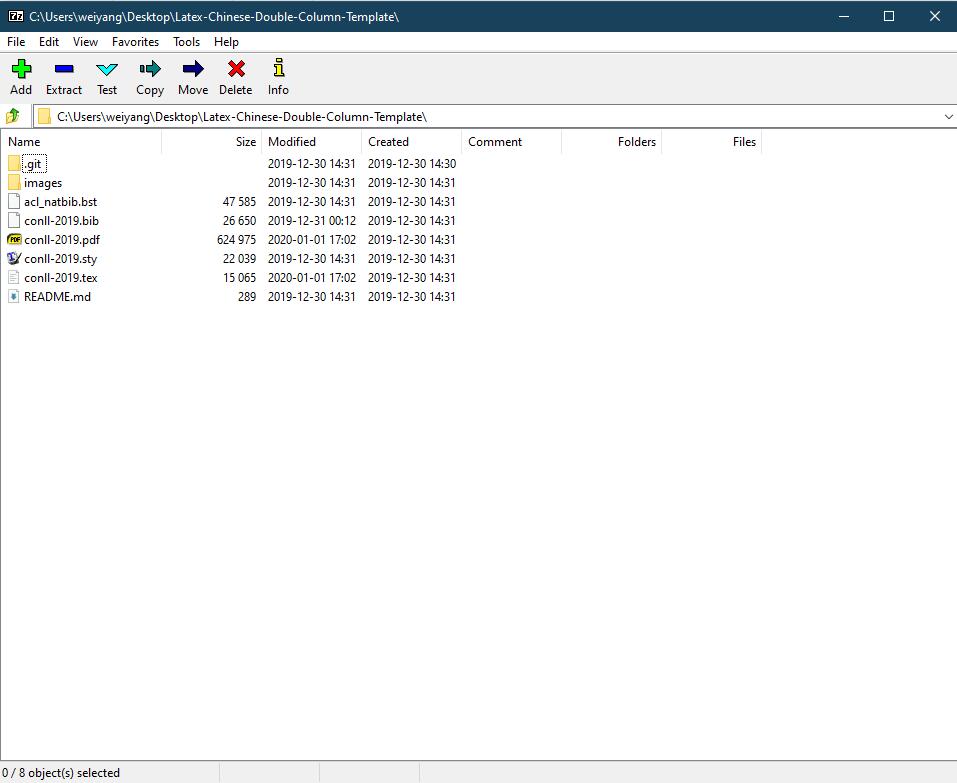 7z C:\Users\weiyang\Desktop\Latex-Chinese-Double-Column-Template\
File Edit View Favorites Tools Help
Add Extract Test Copy Move Delete Info
C:\Users\weiyang\Desktop\Latex-Chinese-Double-Column-Template\
Name Size Modified Created Comment Folders Files
.git 2019-12-30 14:31 2019-12-30 14:30
images 2019-12-30 14:31 2019-12-30 14:31
acl_natbib.bst 47 585 2019-12-30 14:31 2019-12-30 14:31
conll-2019.bib 26 650 2019-12-31 00:12 2019-12-30 14:31
PDF conll-2019.pdf 624 975 2020-01-01 17:02 2019-12-30 14:31
conll-2019.sty 22 039 2019-12-30 14:31 2019-12-30 14:31
conll-2019.tex 15 065 2020-01-01 17:02 2019-12-30 14:31
README.md 289 2019-12-30 14:31 2019-12-30 14:31
0 / 8 object(s) selected